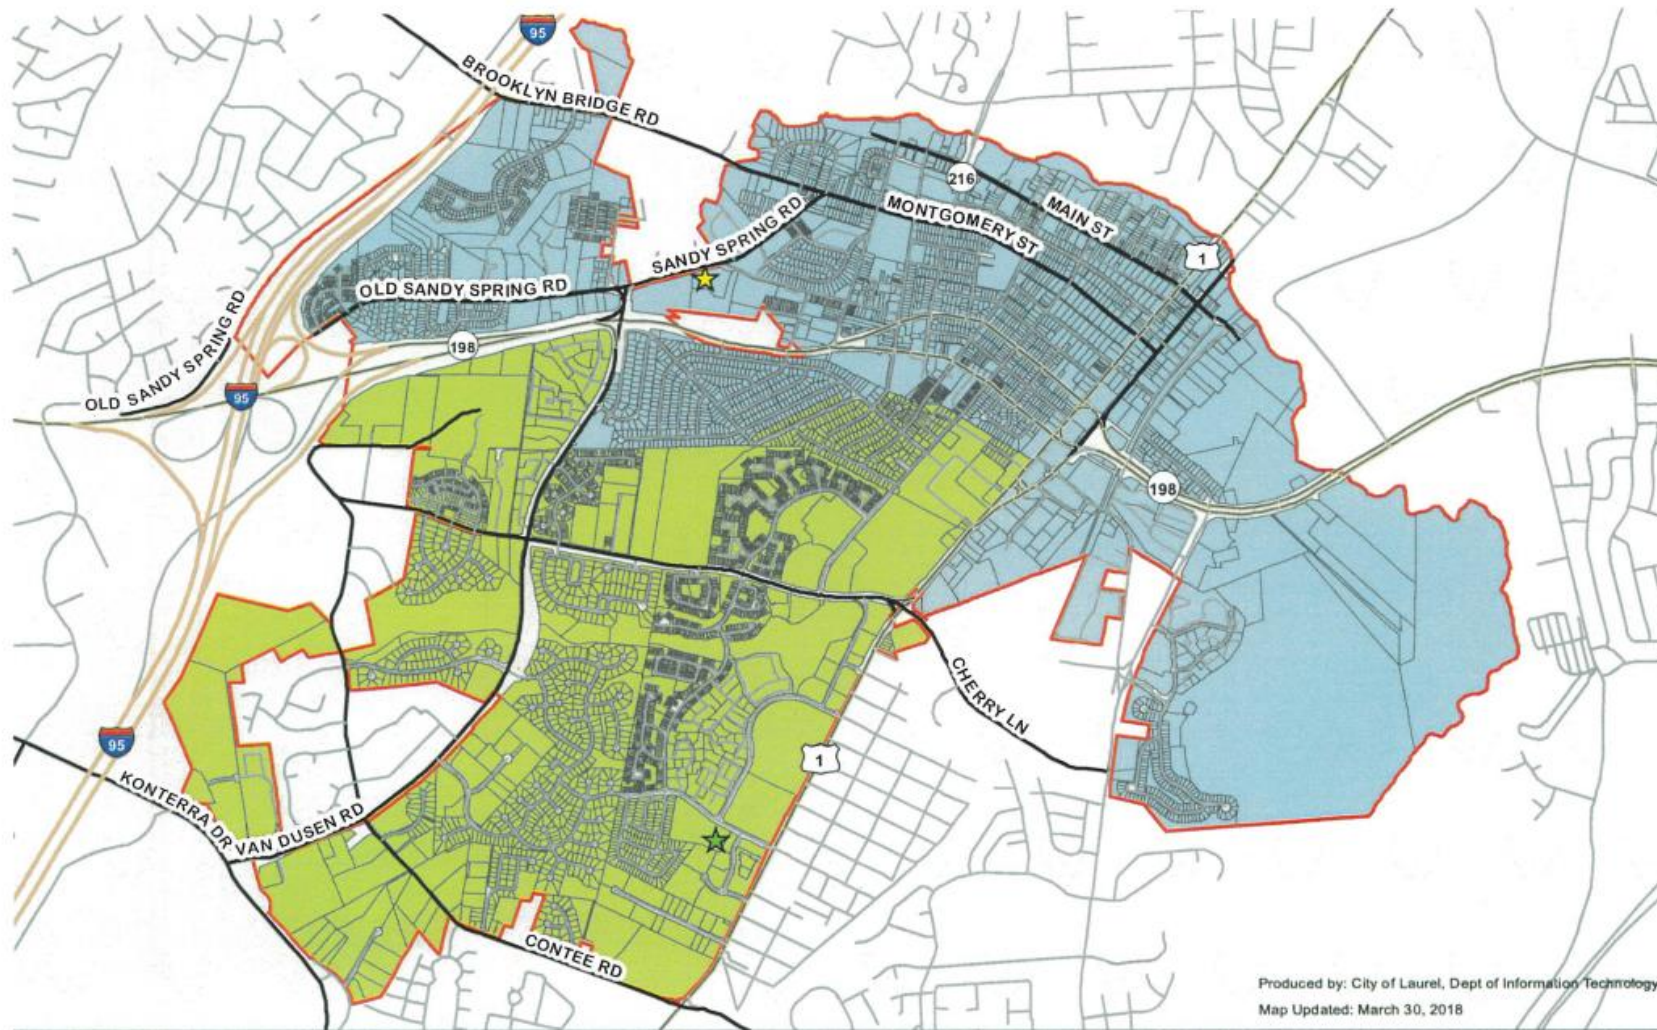 95
BROOKLYN BRIDGE RD
216
MAIN ST
MONTGOMERY ST
SANDY SPRING RD
1
OLD SANDY SPRING RD
198
OLD SANDY SPRING RD
95
198
CHERRY LN
95
1
KONTERRA DR
VAN DUSEN RD
CONTEE RD
Produced by: City of Laurel, Dept of Information Technology
Map Updated: March 30, 2018